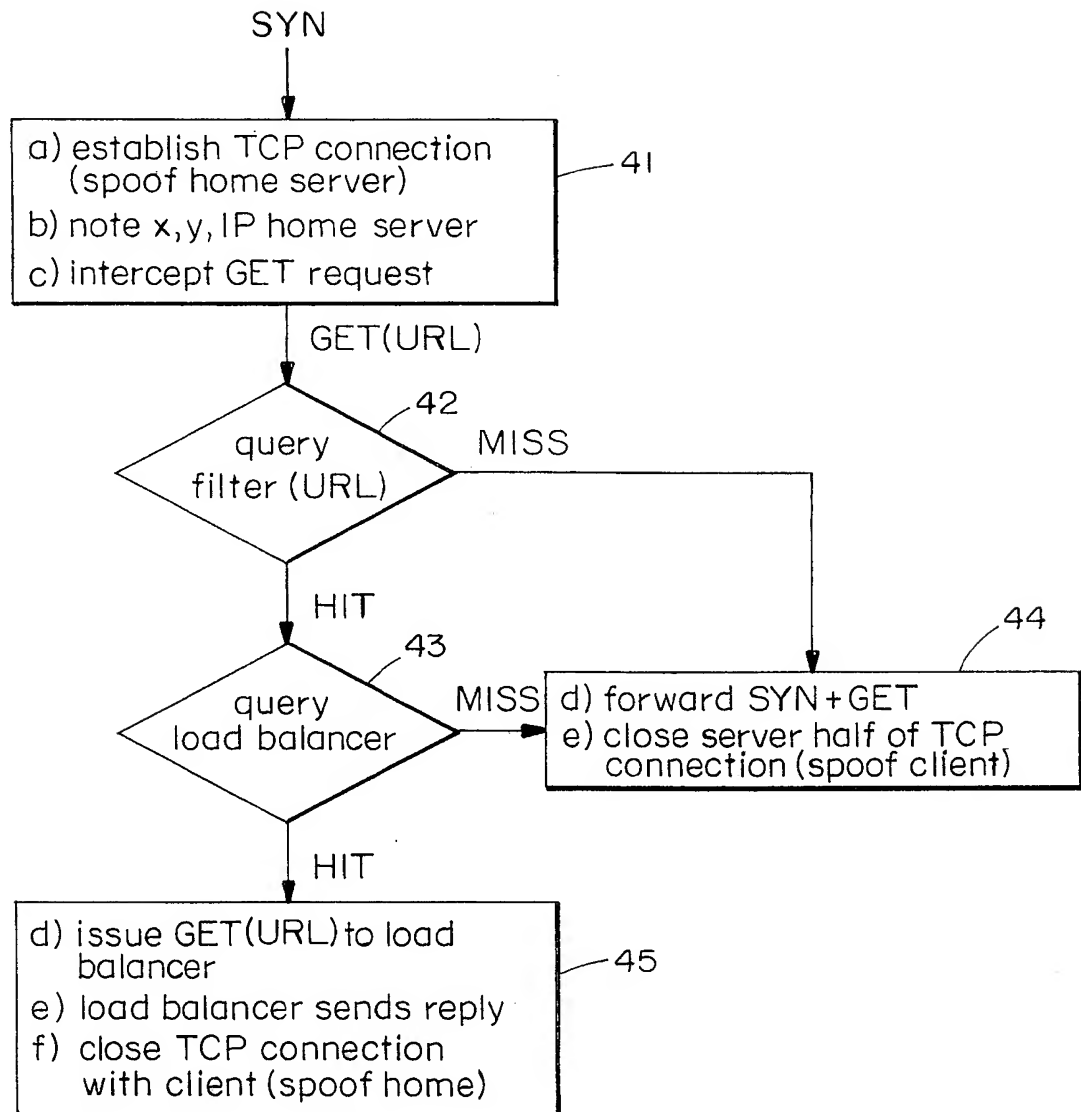 SYN
a) establish TCP connection
(spoof home server)
b) note x,y, IP home server
c) intercept GET request
41
GET(URL)
42
query
filter (URL)
MISS
HIT
43
query
load balancer
MISS
44
d) forward SYN+GET
e) close server half of TCP
connection (spoof client)
HIT
d) issue GET(URL) to load
balancer
e) load balancer sends reply
f) close TCP connection
with client (spoof home)
45